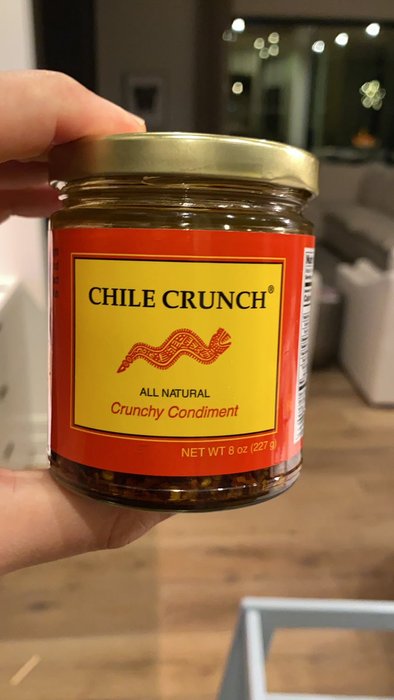 CHILE CRUNCH®
ALL NATURAL
Crunchy Condiment
NET WT 8 oz (227 g)